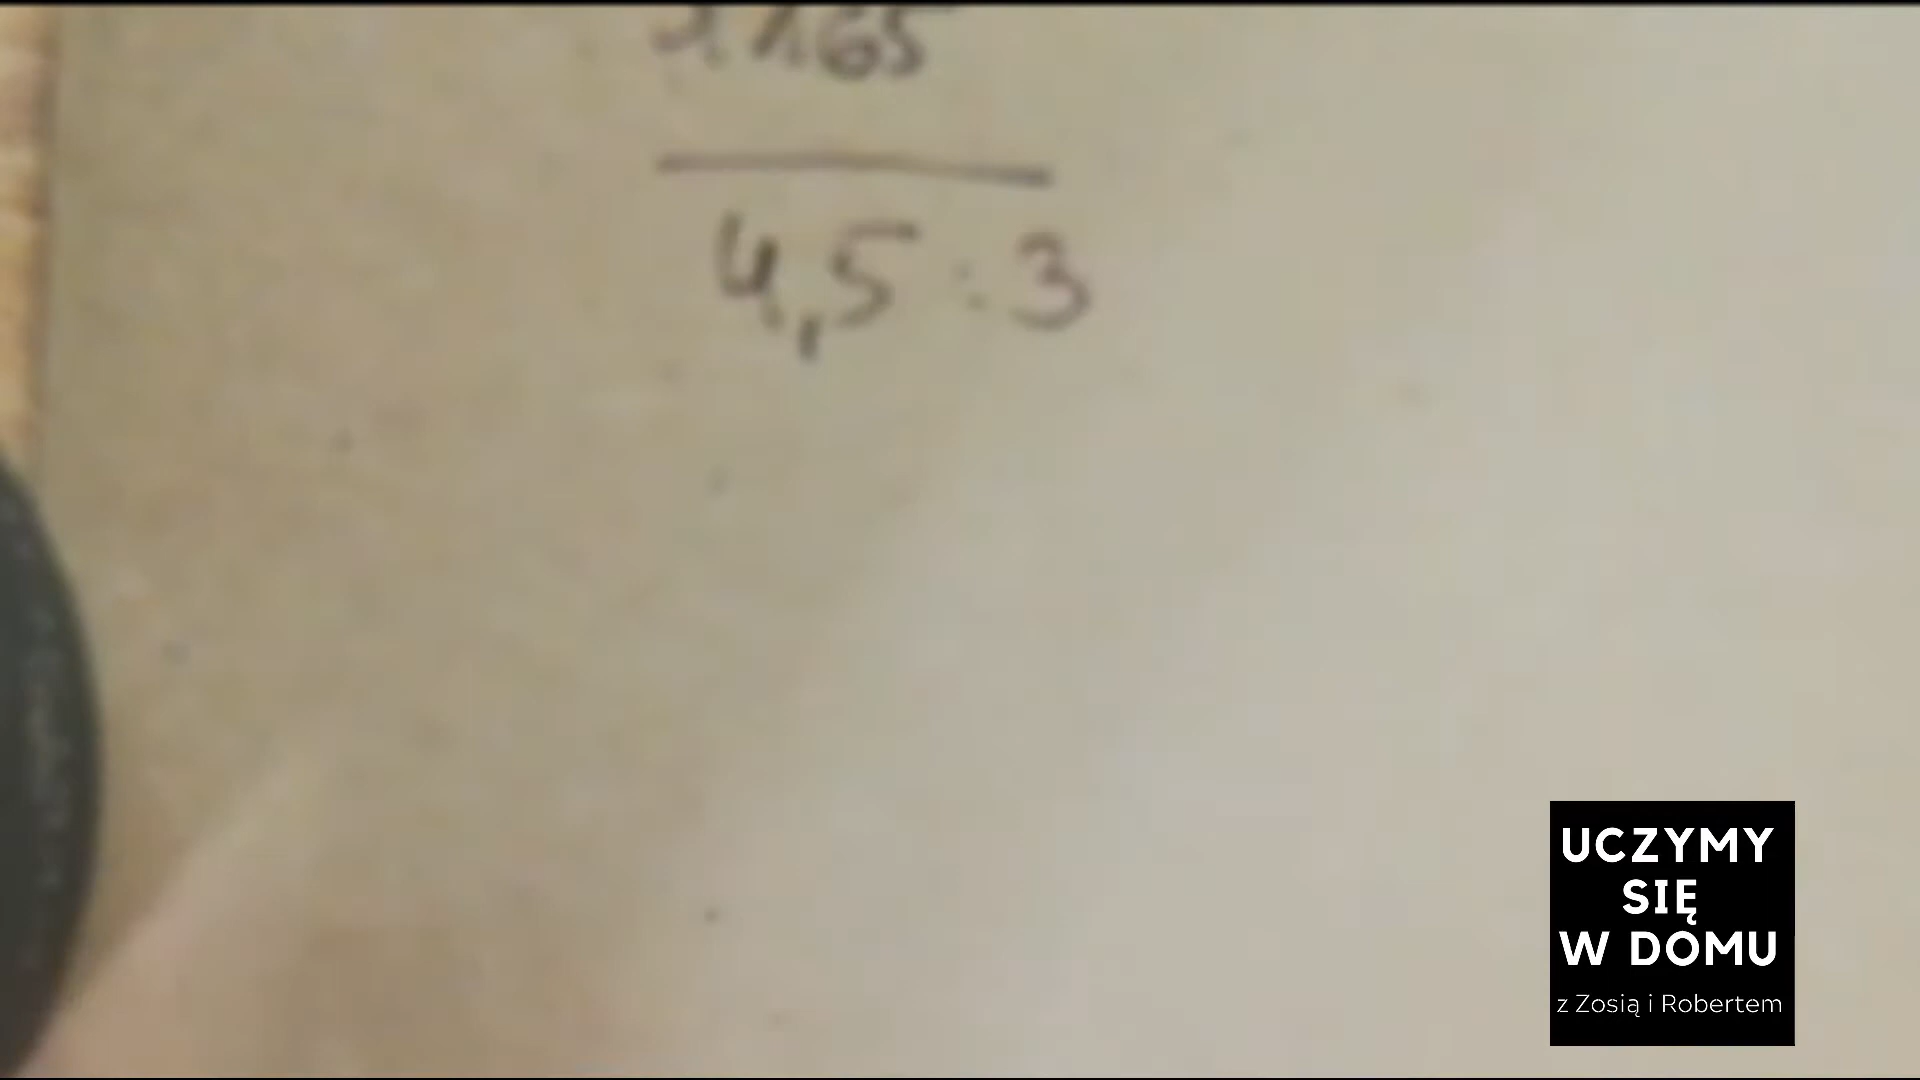 4,5 : 3
UCZYMY
SIĘ
W DOMU
z Zosią i Robertem